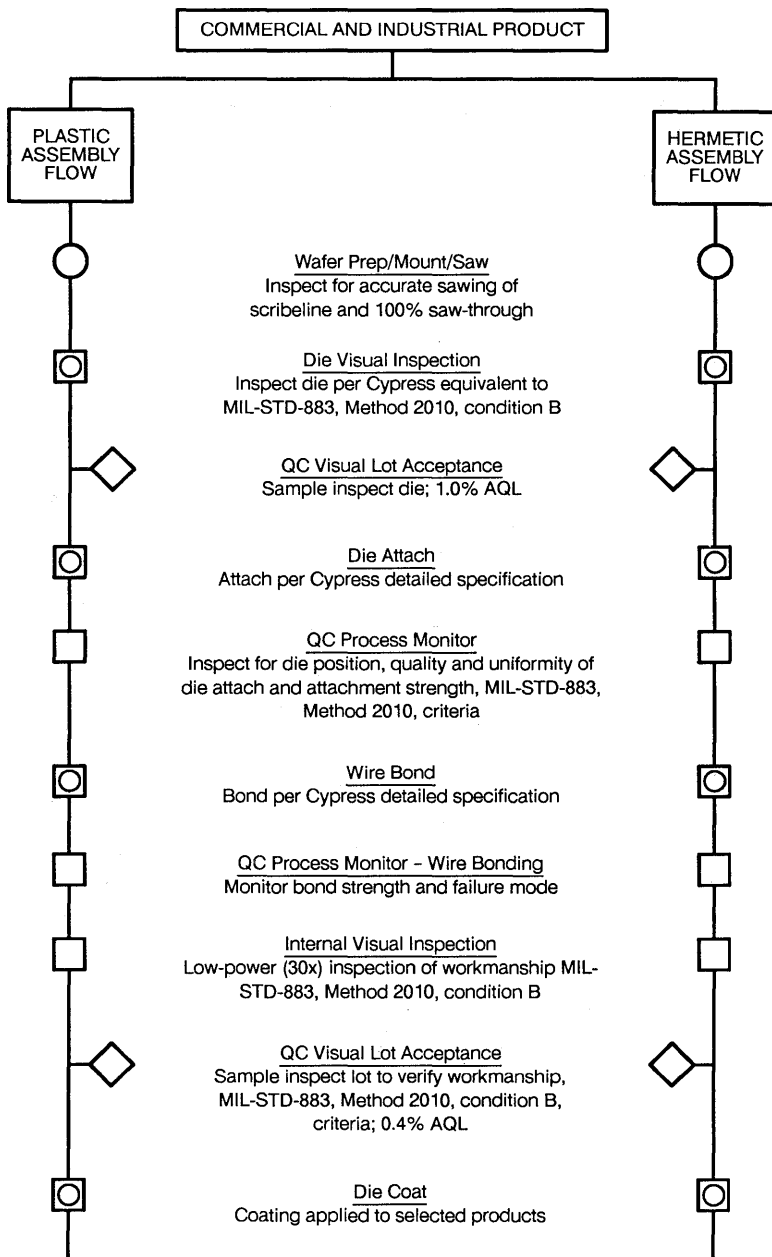 COMMERCIAL AND INDUSTRIAL PRODUCT
PLASTIC
ASSEMBLY
FLOW
HERMETIC
ASSEMBLY
FLOW
Wafer Prep/Mount/Saw
Inspect for accurate sawing of
scribeline and 100% saw-through
Die Visual Inspection
Inspect die per Cypress equivalent to
MIL-STD-883, Method 2010, condition B
QC Visual Lot Acceptance
Sample inspect die; 1.0% AQL
Die Attach
Attach per Cypress detailed specification
QC Process Monitor
Inspect for die position, quality and uniformity of
die attach and attachment strength, MIL-STD-883,
Method 2010, criteria
Wire Bond
Bond per Cypress detailed specification
QC Process Monitor – Wire Bonding
Monitor bond strength and failure mode
Internal Visual Inspection
Low-power (30x) inspection of workmanship MIL-
STD-883, Method 2010, condition B
QC Visual Lot Acceptance
Sample inspect lot to verify workmanship,
MIL-STD-883, Method 2010, condition B,
criteria; 0.4% AQL
Die Coat
Coating applied to selected products